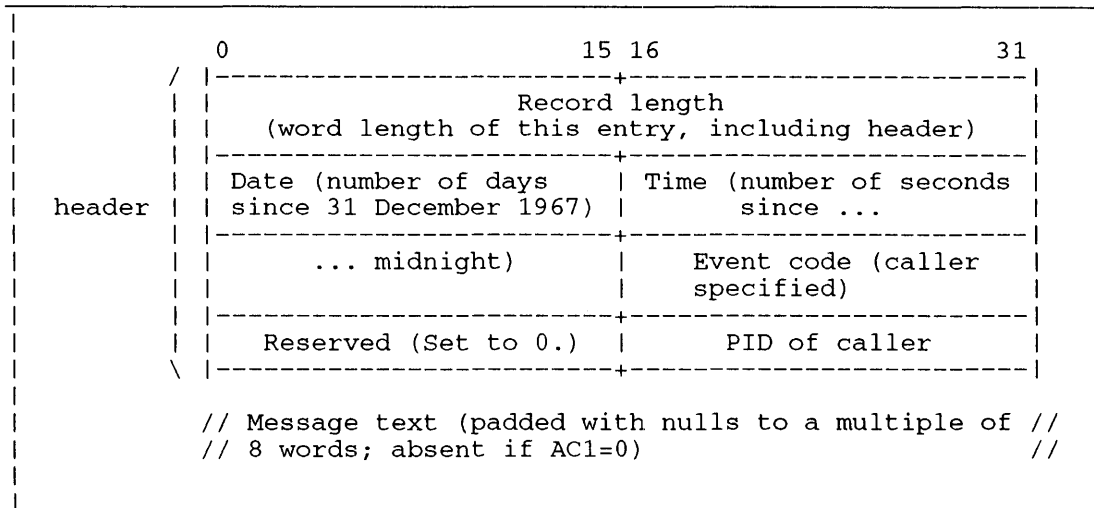 0 15 16 31
Record length
(word length of this entry, including header)
Date (number of days Time (number of seconds
header since 31 December 1967) since ...
... midnight) Event code (caller
specified)
Reserved (Set to 0.) PID of caller
// Message text (padded with nulls to a multiple of //
// 8 words; absent if AC1=0) //